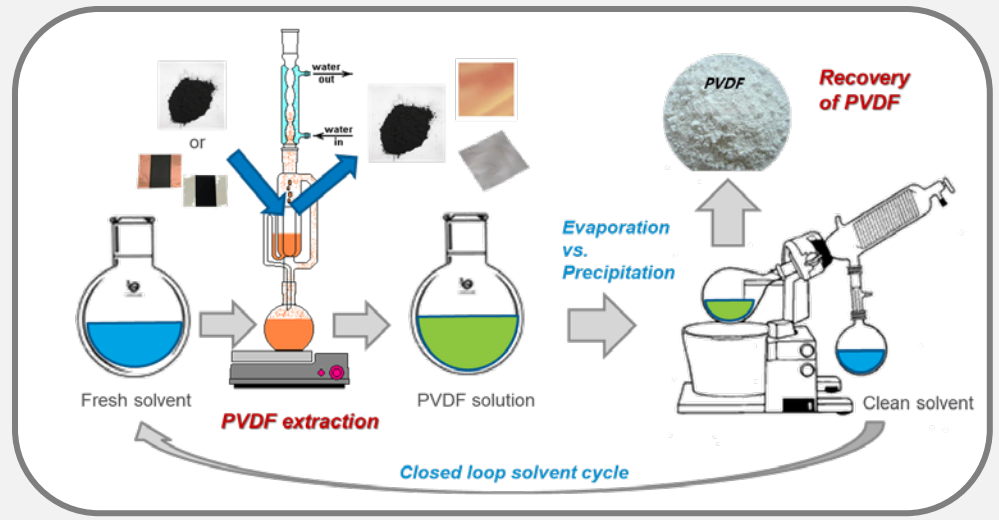 water
out
water
in
or
PVDF
Recovery
of PVDF
Evaporation
vs.
Precipitation
Fresh solvent
PVDF extraction
PVDF solution
Clean solvent
Closed loop solvent cycle